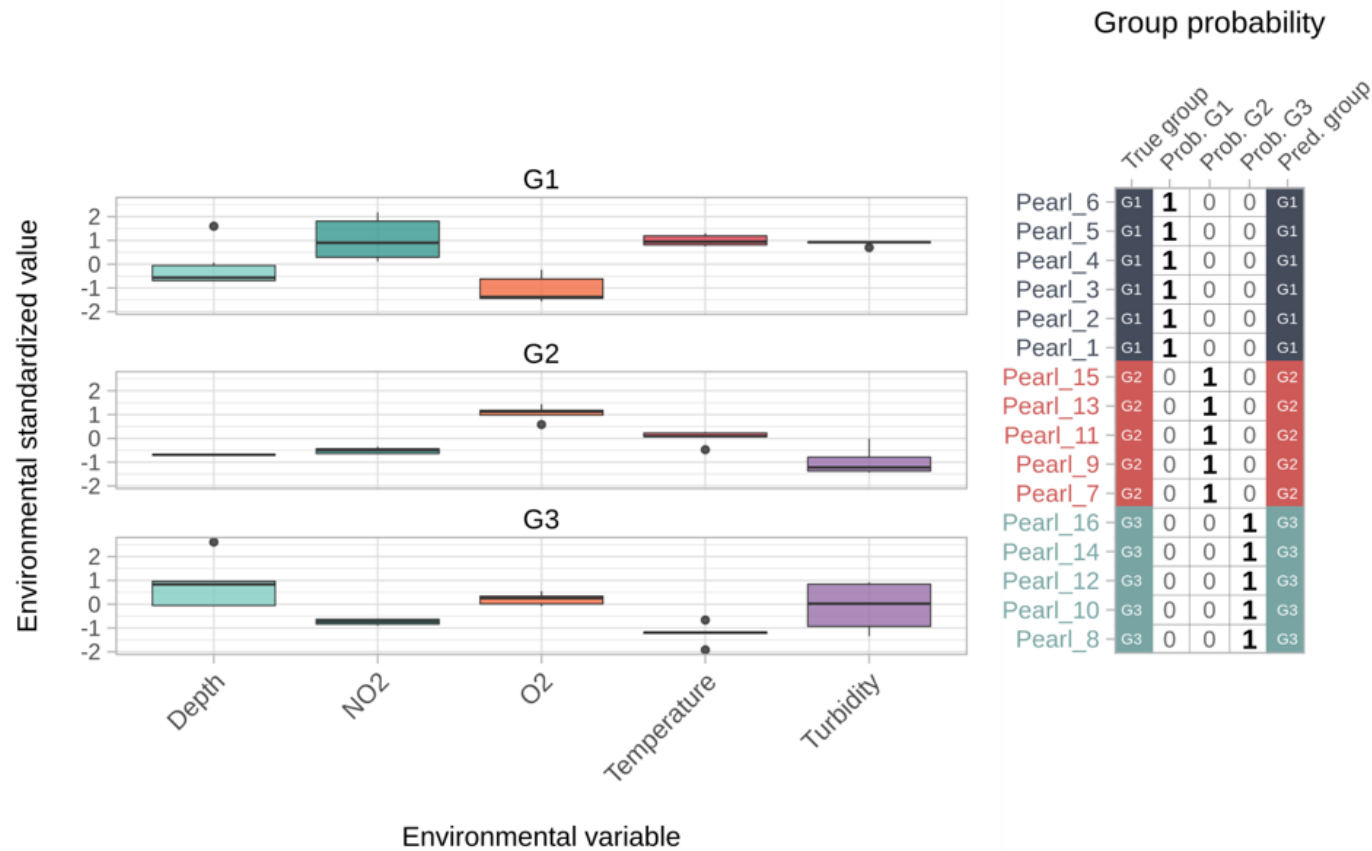 Group probability
True group
Prob. G1
Prob. G2
Prob. G3
Pred. group
Environmental standardized value
G1
2
1
0
-1
-2
G2
2
1
0
-1
-2
G3
2
1
0
-1
-2
Depth
NO2
O2
Temperature
Turbidity
Environmental variable
Pearl_6 G1 1 0 0 G1
Pearl_5 G1 1 0 0 G1
Pearl_4 G1 1 0 0 G1
Pearl_3 G1 1 0 0 G1
Pearl_2 G1 1 0 0 G1
Pearl_1 G1 1 0 0 G1
Pearl_15 G2 0 1 0 G2
Pearl_13 G2 0 1 0 G2
Pearl_11 G2 0 1 0 G2
Pearl_9 G2 0 1 0 G2
Pearl_7 G2 0 1 0 G2
Pearl_16 G3 0 0 1 G3
Pearl_14 G3 0 0 1 G3
Pearl_12 G3 0 0 1 G3
Pearl_10 G3 0 0 1 G3
Pearl_8 G3 0 0 1 G3